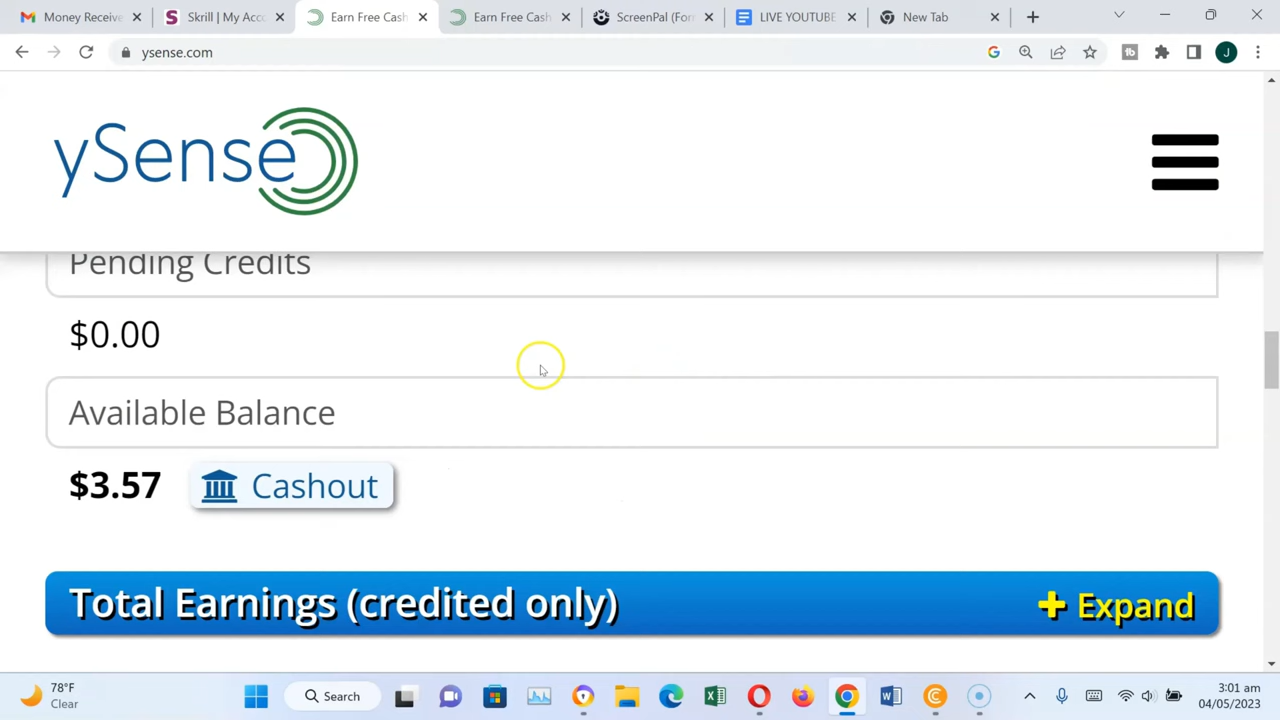 Money Receive
Skrill | My Acco
Earn Free Cash
Earn Free Cash
ScreenPal (For
LIVE YOUTUBE
New Tab
ysense.com
J
ySense
Pending Credits
$0.00
Available Balance
$3.57
Cashout
Total Earnings (credited only)
+ Expand
78°F
Clear
Search
3:01 am
04/05/2023